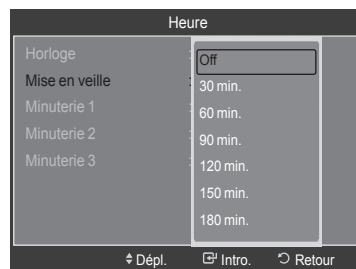 Heure
Horloge :
Mise en veille :
Minuterie 1 :
Minuterie 2 :
Minuterie 3 :
Off
30 min.
60 min.
90 min.
120 min.
150 min.
180 min.
Dépl. Intro. Retour